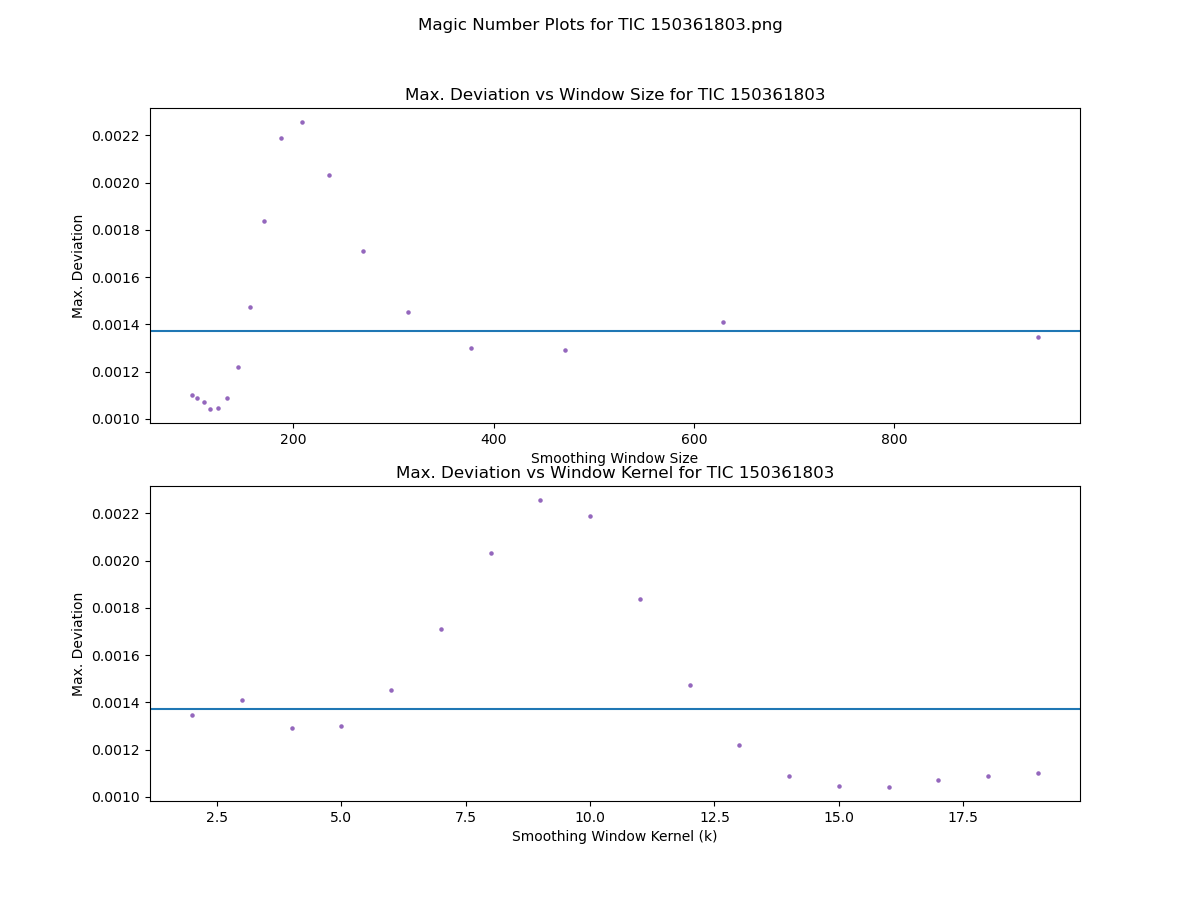 Magic Number Plots for TIC 150361803.png
Max. Deviation vs Window Size for TIC 150361803
0.0022
0.0020
0.0018
0.0016
0.0014
0.0012
0.0010
Max. Deviation
200 400 600 800
Smoothing Window Size
Max. Deviation vs Window Kernel for TIC 150361803
0.0022
0.0020
0.0018
0.0016
0.0014
0.0012
0.0010
Max. Deviation
2.5 5.0 7.5 10.0 12.5 15.0 17.5
Smoothing Window Kernel (k)